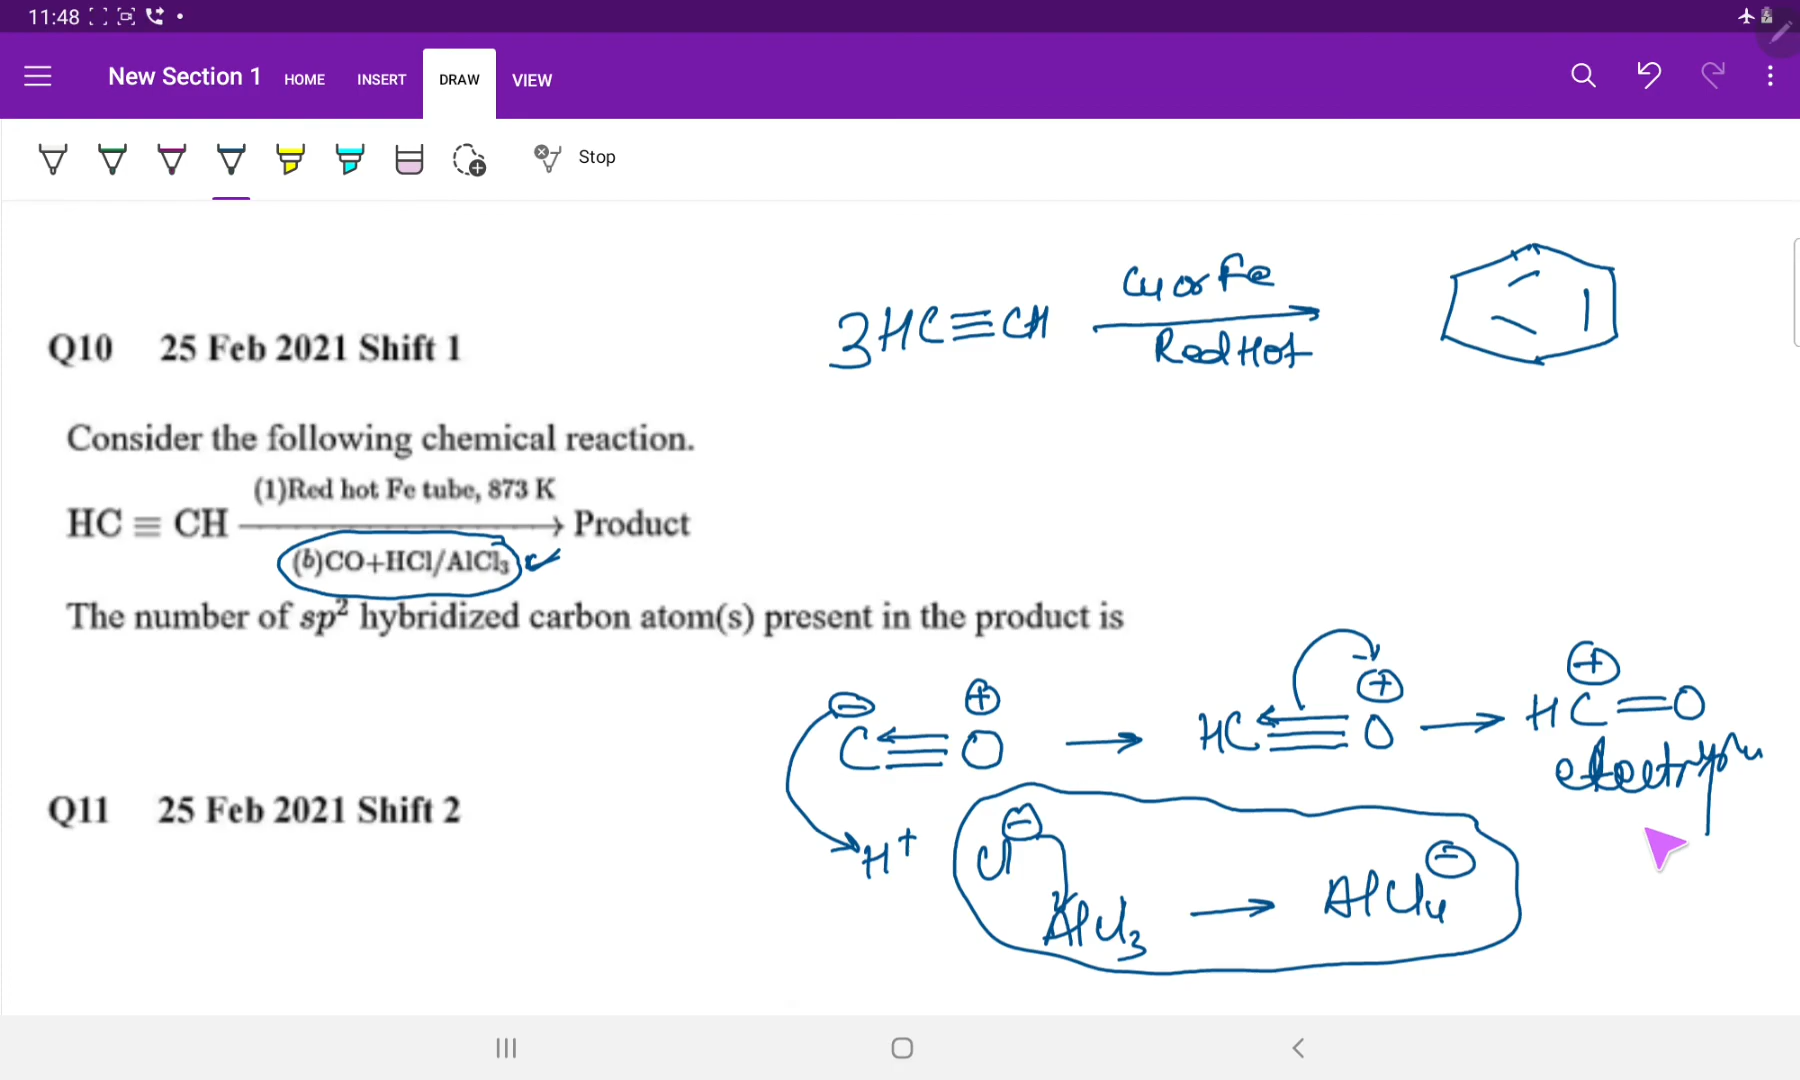 11:48
New Section 1 HOME INSERT DRAW VIEW
Stop
3HC≡CH Cu or Fe
Red Hot
Q10 25 Feb 2021 Shift 1
Consider the following chemical reaction.
(1)Red hot Fe tube, 873 K
HC ≡ CH → Product
(b)CO+HCl/AlCl₃
The number of sp² hybridized carbon atom(s) present in the product is
⊖ ⊕ ⊕ ⊕
C≡O → HC≡O → HC=O
Q11 25 Feb 2021 Shift 2
H⁺ Cl ⊖
AlCl₃ → AlCl₄ ⊖